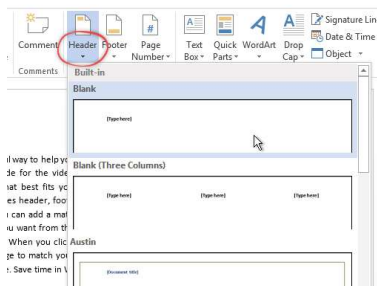 Signature Lin
Comment Header Footer Page Text Quick WordArt Drop Date & Time
Number Box Parts Cap Object
Comments
Built-in
Blank
[Type here]
Blank (Three Columns)
[Type here] [Type here] [Type here]
Austin
[Document title]
l way to help yo
de for the vide
nat best fits yo
es header, foo
can add a mat
u want from th
When you clic
ge to match you
. Save time in